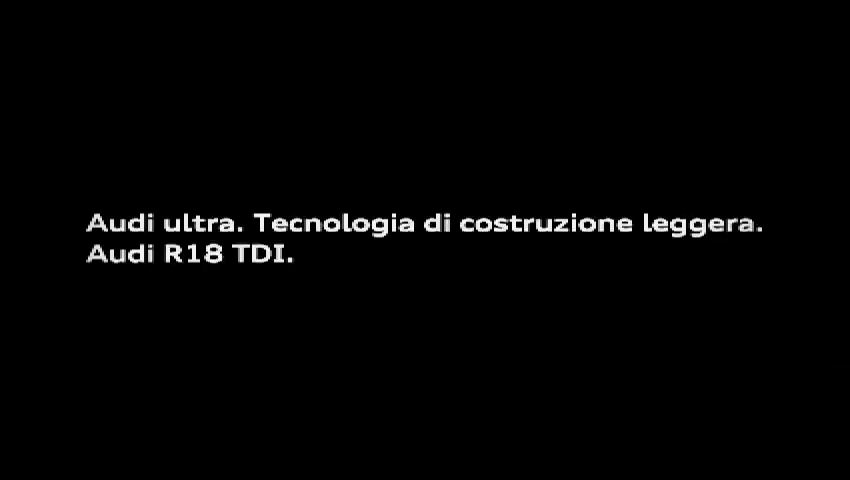 Audi ultra. Tecnologia di costruzione leggera.
Audi R18 TDI.